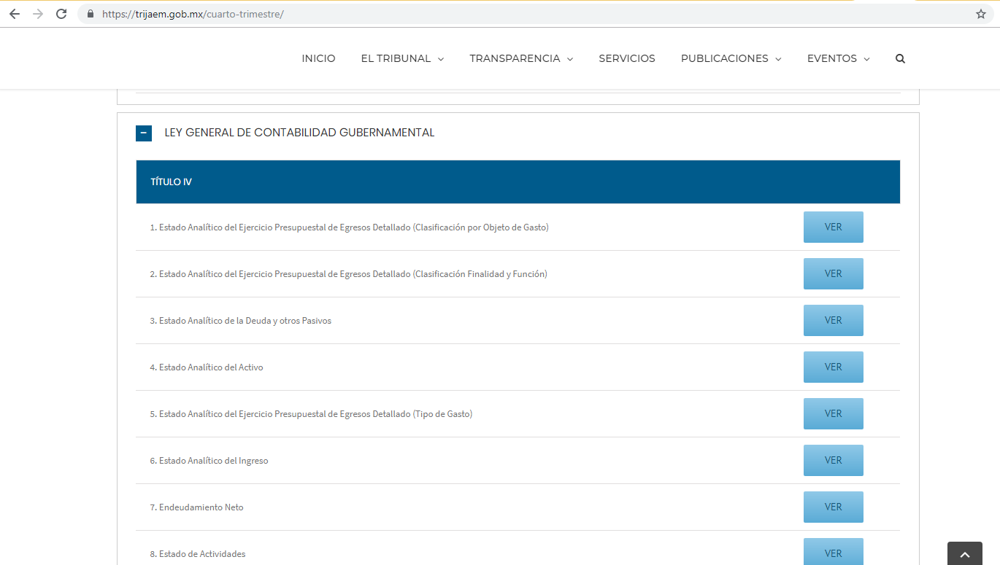 https://trijaem.gob.mx/cuarto-trimestre/
INICIO EL TRIBUNAL TRANSPARENCIA SERVICIOS PUBLICACIONES EVENTOS
LEY GENERAL DE CONTABILIDAD GUBERNAMENTAL
TÍTULO IV
1. Estado Analítico del Ejercicio Presupuestal de Egresos Detallado (Clasificación por Objeto de Gasto) VER
2. Estado Analítico del Ejercicio Presupuestal de Egresos Detallado (Clasificación Finalidad y Función) VER
3. Estado Analítico de la Deuda y otros Pasivos VER
4. Estado Analítico del Activo VER
5. Estado Analítico del Ejercicio Presupuestal de Egresos Detallado (Tipo de Gasto) VER
6. Estado Analítico del Ingreso VER
7. Endeudamiento Neto VER
8. Estado de Actividades VER